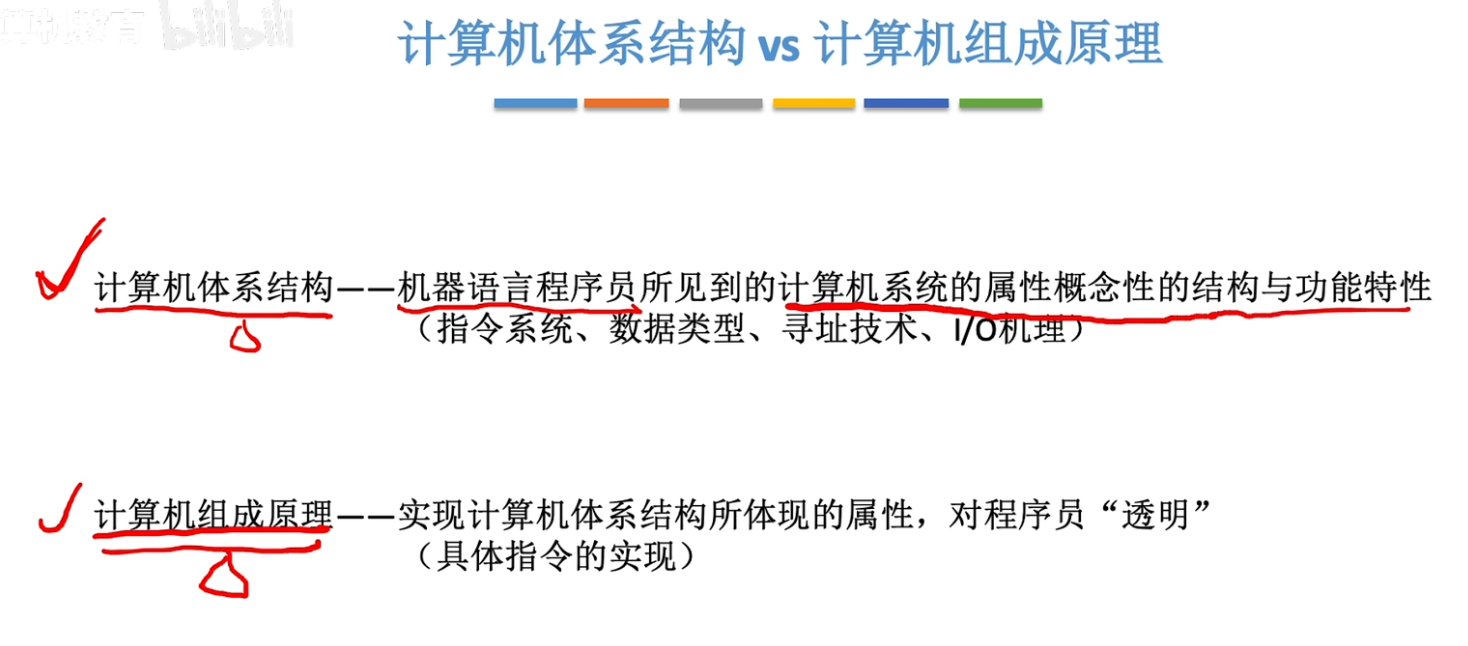 bilibili
计算机体系结构 vs 计算机组成原理
计算机体系结构——机器语言程序员所见到的计算机系统的属性概念性的结构与功能特性
（指令系统、数据类型、寻址技术、I/O机理）
计算机组成原理——实现计算机体系结构所体现的属性，对程序员“透明”
（具体指令的实现）